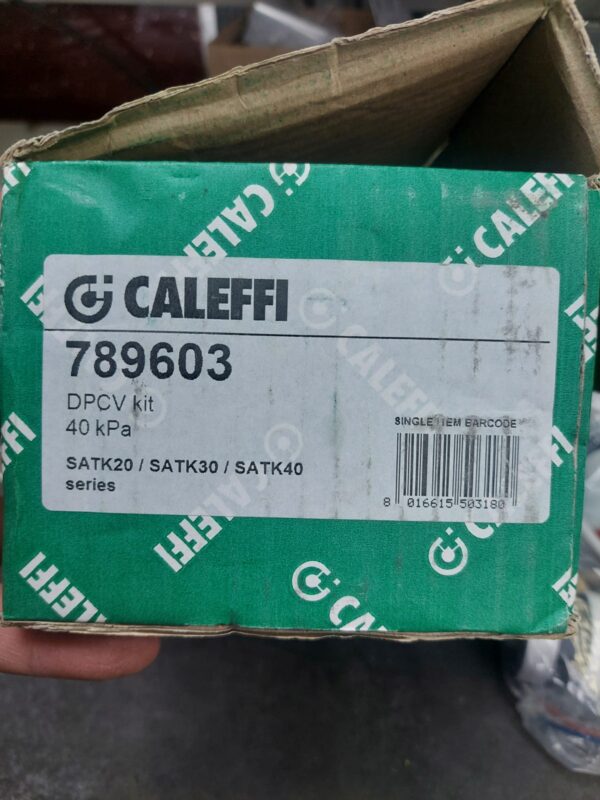 CALEFFI
CALEFFI
CALEFFI
789603
DPCV kit
40 kPa
SATK20 / SATK30 / SATK40
series
SINGLE ITEM BARCODE
8 016615 503180
CALEFFI
CALEFFI
CALEFFI
CALEFFI